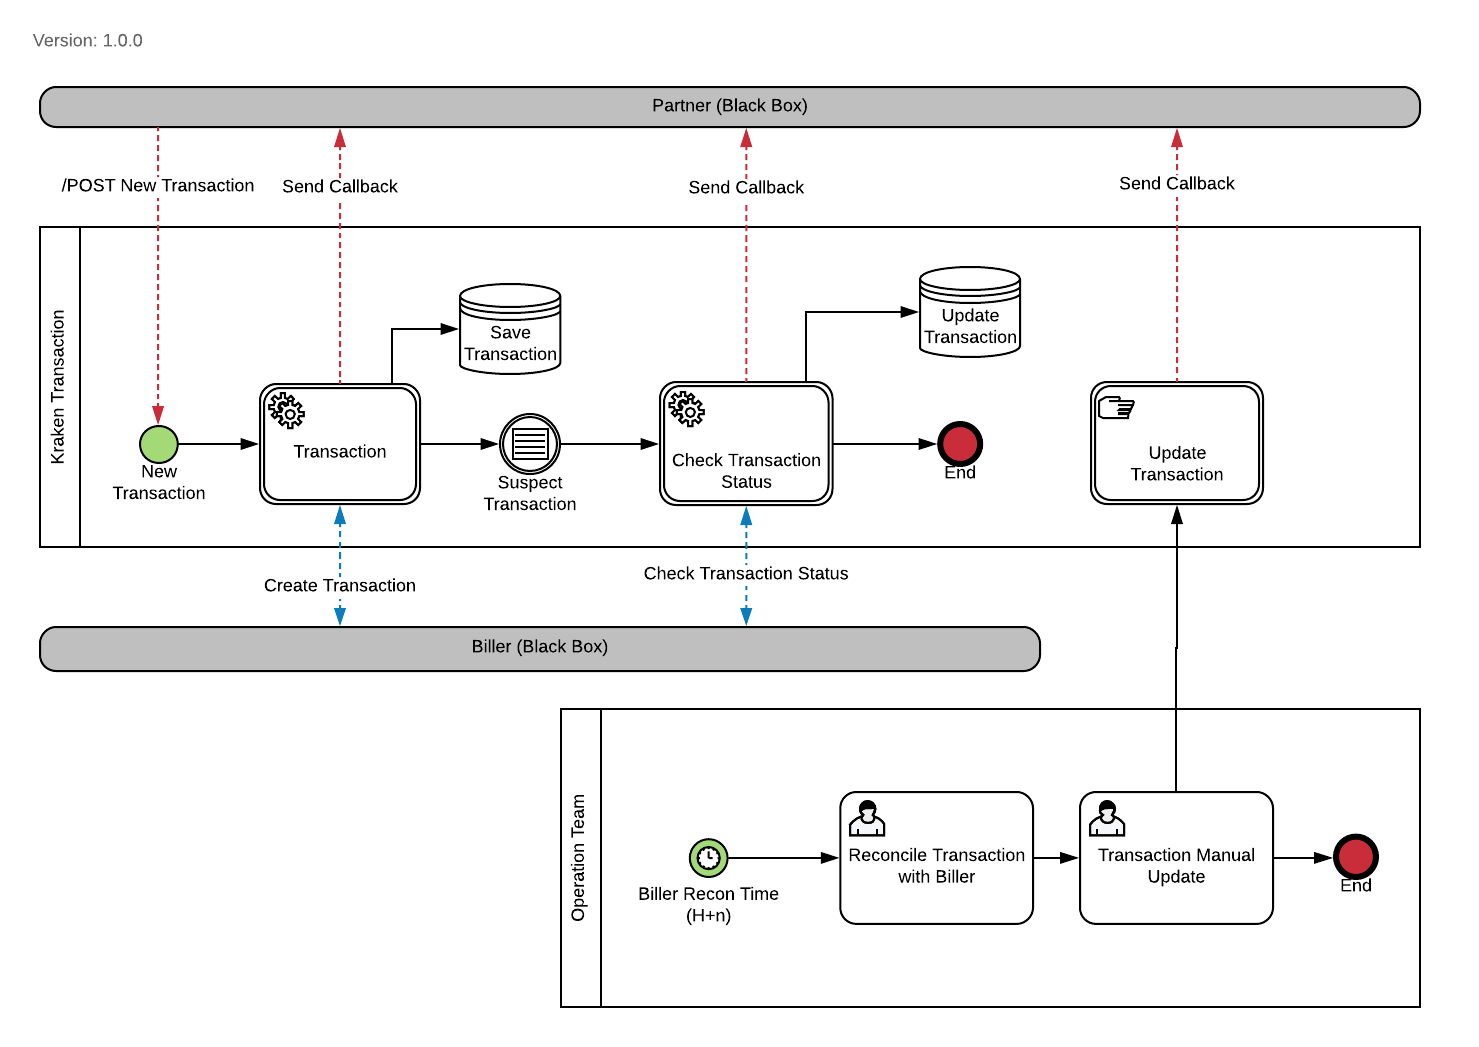 Version: 1.0.0
Partner (Black Box)
/POST New Transaction
Send Callback
Send Callback
Send Callback
Kraken Transaction
Save
Transaction
Update
Transaction
New
Transaction
Transaction
Suspect
Transaction
Check Transaction
Status
End
Update
Transaction
Create Transaction
Check Transaction Status
Biller (Black Box)
Operation Team
Biller Recon Time
(H+n)
Reconcile Transaction
with Biller
Transaction Manual
Update
End